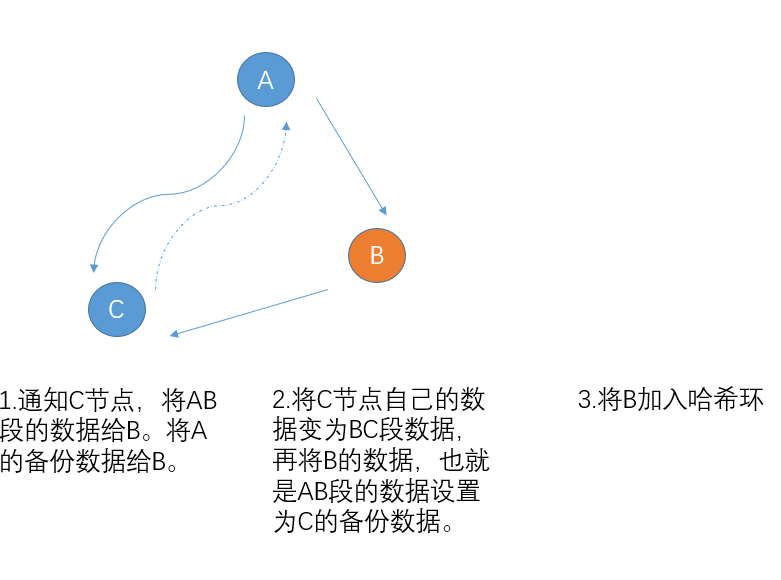 A
B
C
1.通知C节点，将AB
段的数据给B。将A
的备份数据给B。
2.将C节点自己的数
据变为BC段数据，
再将B的数据，也就
是AB段的数据设置
为C的备份数据。
3.将B加入哈希环